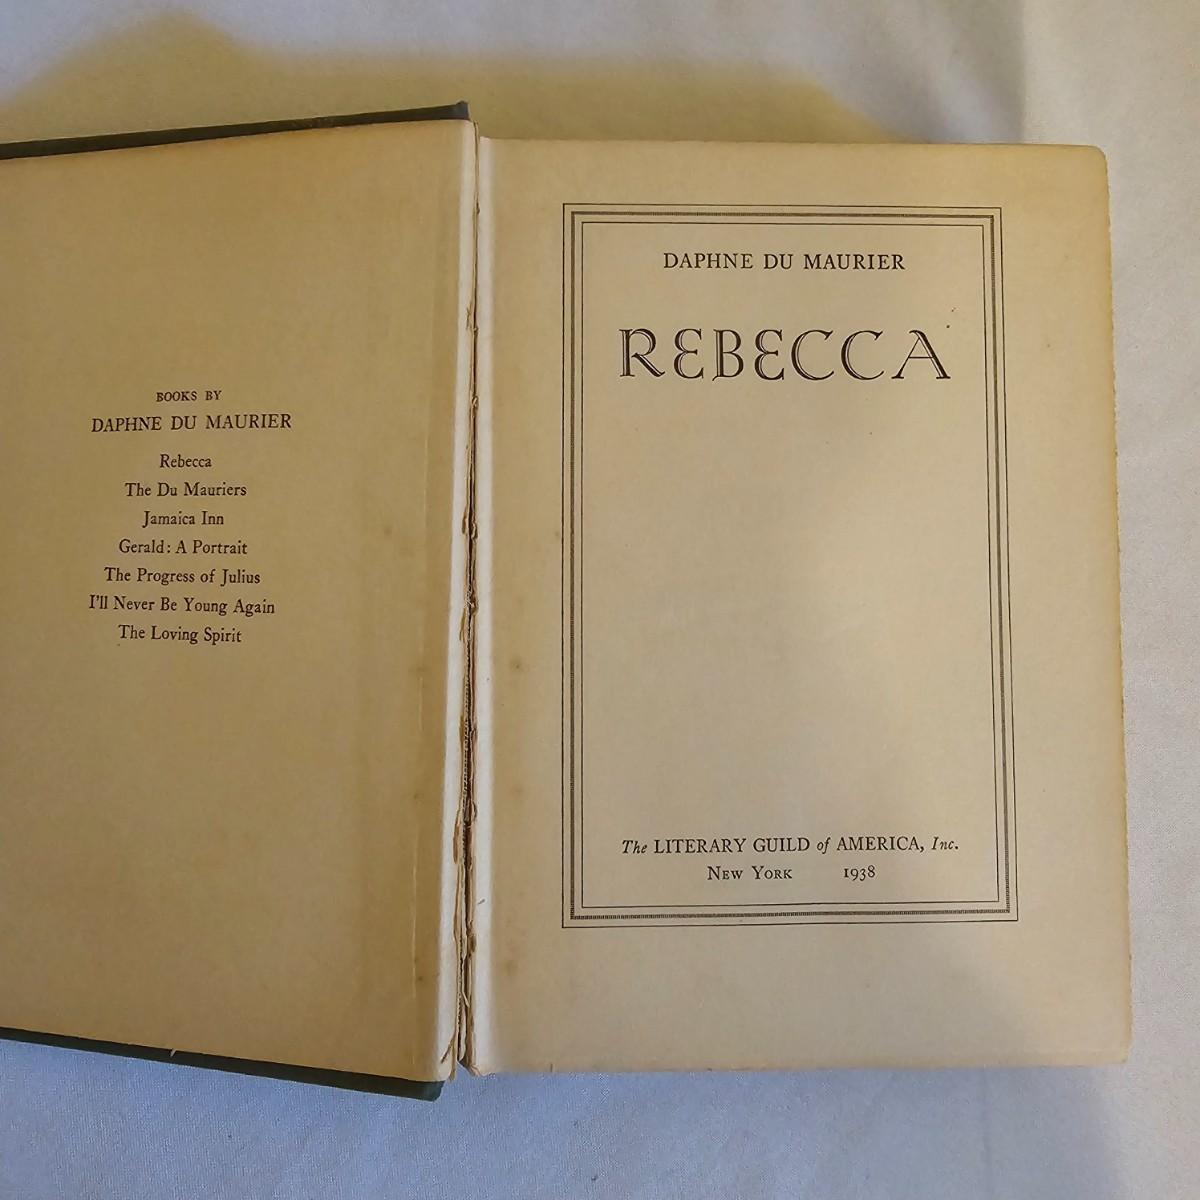 BOOKS BY
DAPHNE DU MAURIER
Rebecca
The Du Mauriers
Jamaica Inn
Gerald: A Portrait
The Progress of Julius
I'll Never Be Young Again
The Loving Spirit
DAPHNE DU MAURIER
REBECCA
The LITERARY GUILD of AMERICA, Inc.
NEW YORK 1938